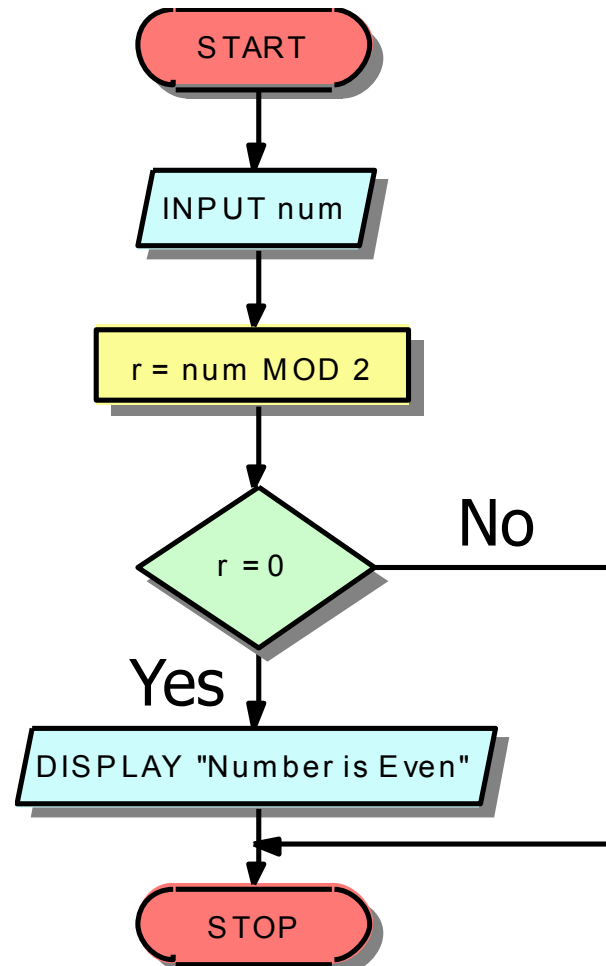 START
INPUT num
r = num MOD 2
r = 0
No
Yes
DISPLAY "Number is Even"
STOP